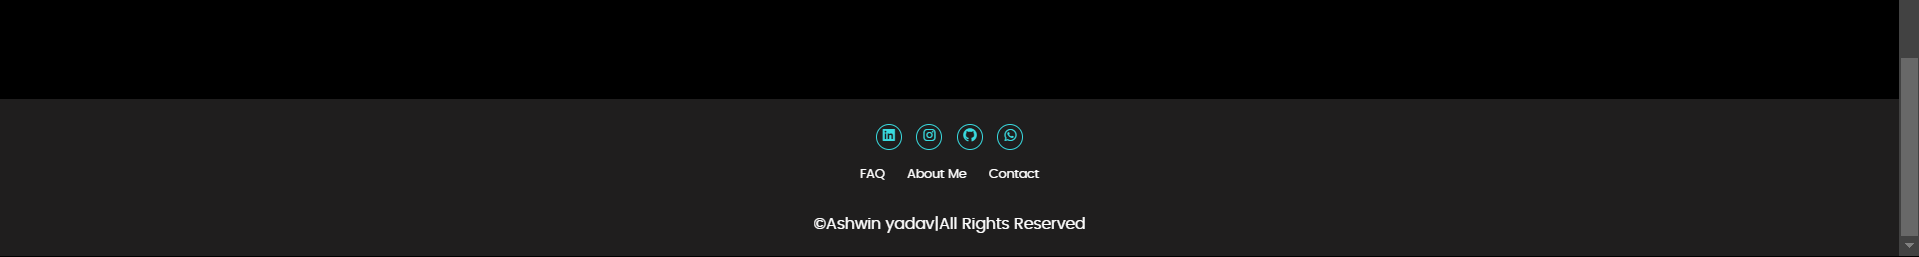 FAQ About Me Contact
©Ashwin yadav|All Rights Reserved